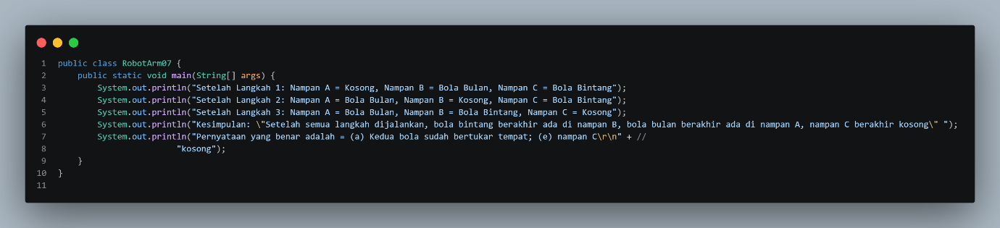 1 public class RobotArm07 {
2     public static void main(String[] args) {
3         System.out.println("Setelah Langkah 1: Nampan A = Kosong, Nampan B = Bola Bulan, Nampan C = Bola Bintang");
4         System.out.println("Setelah Langkah 2: Nampan A = Bola Bulan, Nampan B = Kosong, Nampan C = Bola Bintang");
5         System.out.println("Setelah Langkah 3: Nampan A = Bola Bulan, Nampan B = Bola Bintang, Nampan C = Kosong");
6         System.out.println("Kesimpulan: \"Setelah semua langkah dijalankan, bola bintang berakhir ada di nampan B, bola bulan berakhir ada di nampan A, nampan C berakhir kosong\" ");
7         System.out.println("Pernyataan yang benar adalah = (a) Kedua bola sudah bertukar tempat; (e) nampan C\r\n" + //
8                         "kosong");
9     }
10 }
11